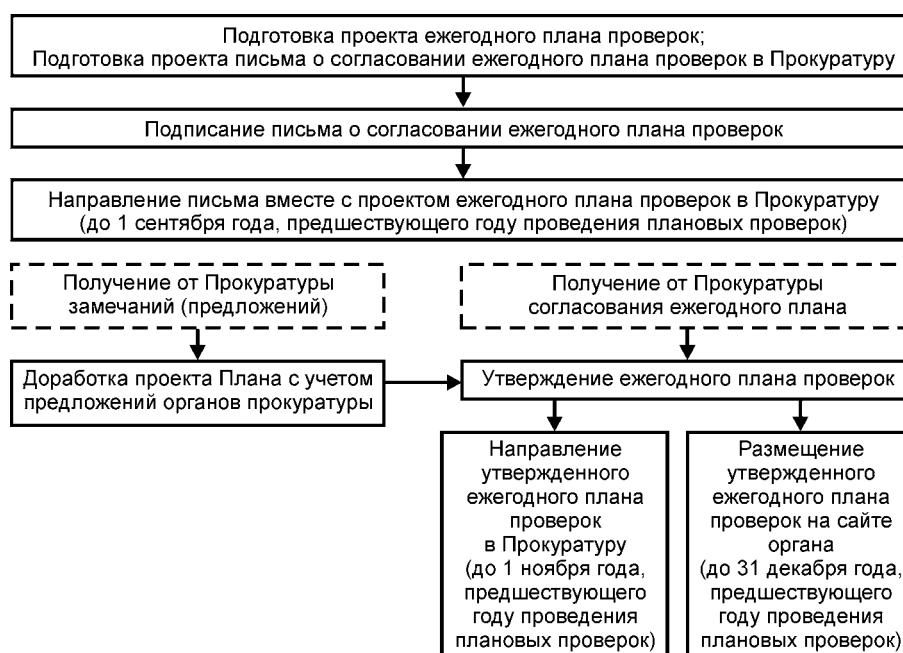 Подготовка проекта ежегодного плана проверок;
Подготовка проекта письма о согласовании ежегодного плана проверок в Прокуратуру
Подписание письма о согласовании ежегодного плана проверок
Направление письма вместе с проектом ежегодного плана проверок в Прокуратуру
(до 1 сентября года, предшествующего году проведения плановых проверок)
Получение от Прокуратуры
замечаний (предложений)
Получение от Прокуратуры
согласования ежегодного плана
Доработка проекта Плана с учетом
предложений органов прокуратуры
Утверждение ежегодного плана проверок
Направление
утвержденного
ежегодного плана
проверок
в Прокуратуру
(до 1 ноября года,
предшествующего
году проведения
плановых проверок)
Размещение
утвержденного
ежегодного плана
проверок на сайте
органа
(до 31 декабря года,
предшествующего
году проведения
плановых проверок)